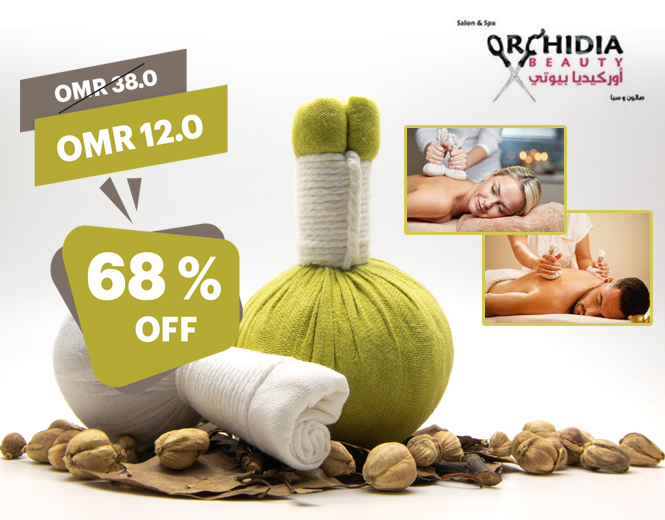 Salon & Spa
ORCHIDIA
BEAUTY
أوركيديا بيوتي
صالون و سبا
OMR 38.0
OMR 12.0
68 %
OFF